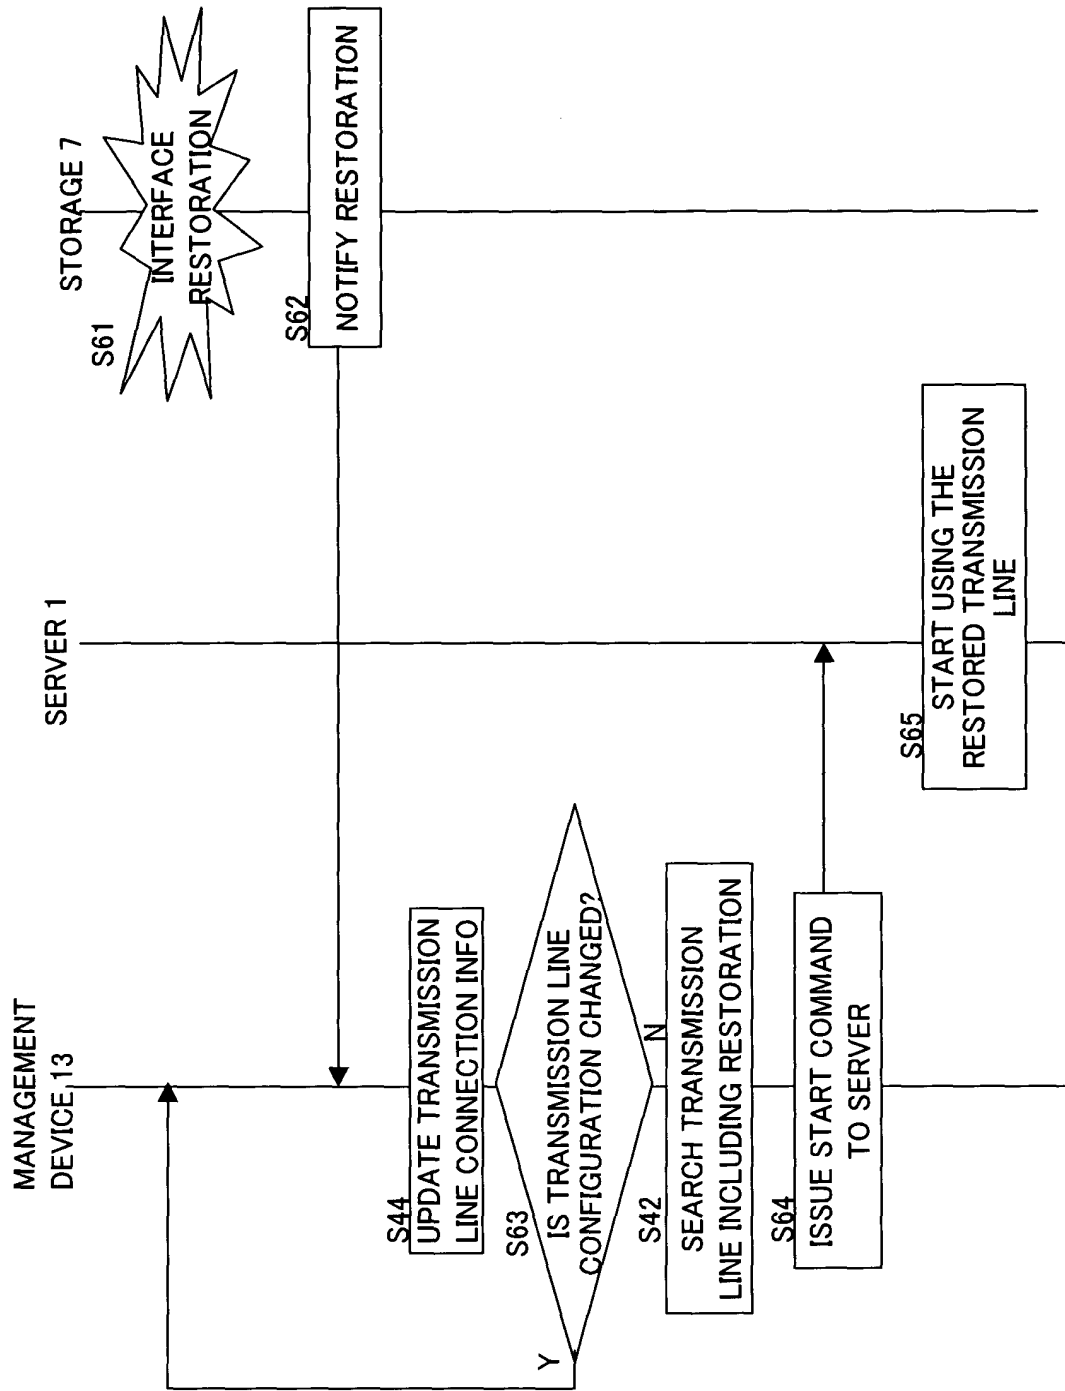 MANAGEMENT
DEVICE 13
SERVER 1
STORAGE 7
S61
INTERFACE
RESTORATION
S62
NOTIFY RESTORATION
S44
UPDATE TRANSMISSION
LINE CONNECTION INFO
S63
IS TRANSMISSION LINE
CONFIGURATION CHANGED?
Y
N
S42
SEARCH TRANSMISSION
LINE INCLUDING RESTORATION
S64
ISSUE START COMMAND
TO SERVER
S65
START USING THE
RESTORED TRANSMISSION
LINE